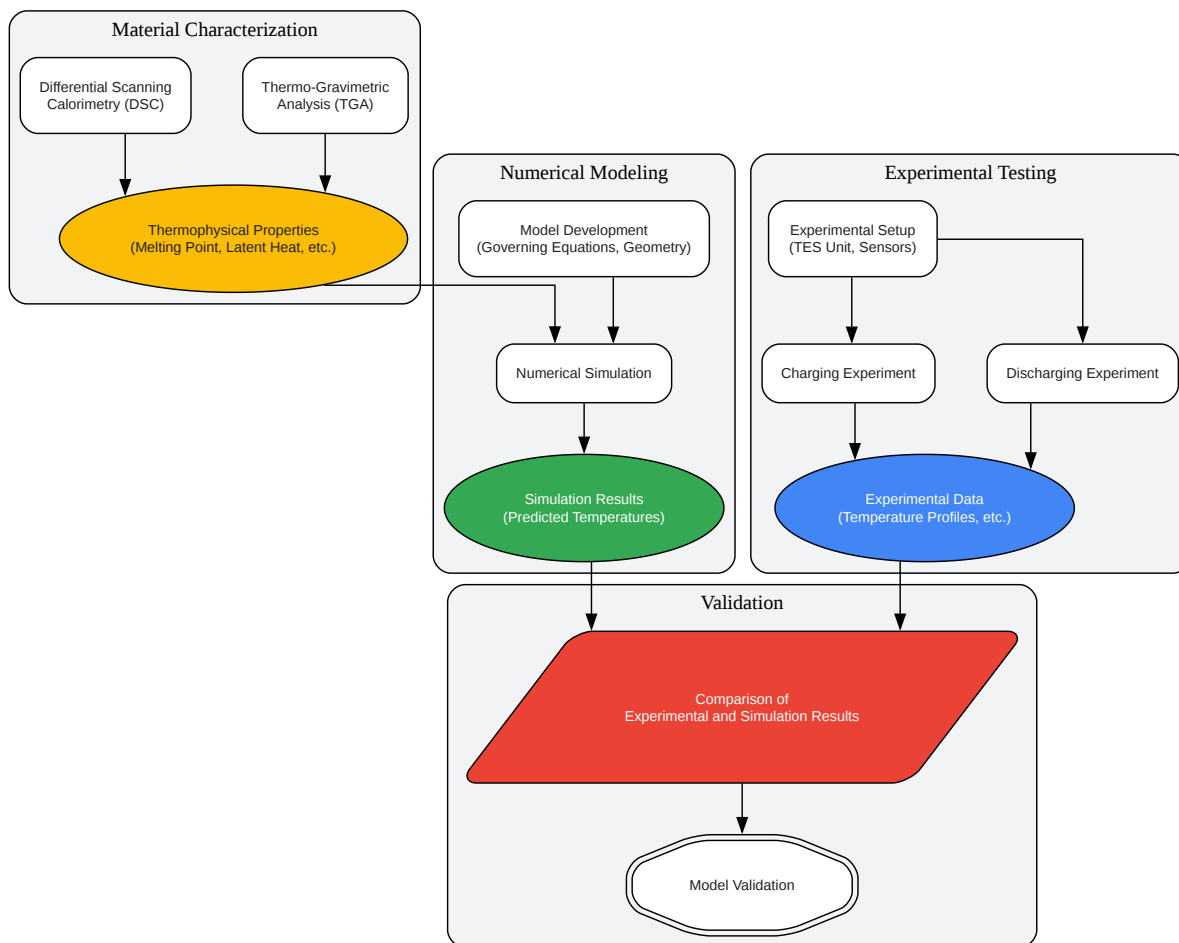 Material Characterization
Differential Scanning
Calorimetry (DSC)
Thermo-Gravimetric
Analysis (TGA)
Thermophysical Properties
(Melting Point, Latent Heat, etc.)
Numerical Modeling
Model Development
(Governing Equations, Geometry)
Numerical Simulation
Simulation Results
(Predicted Temperatures)
Experimental Testing
Experimental Setup
(TES Unit, Sensors)
Charging Experiment
Discharging Experiment
Experimental Data
(Temperature Profiles, etc.)
Validation
Comparison of
Experimental and Simulation Results
Model Validation